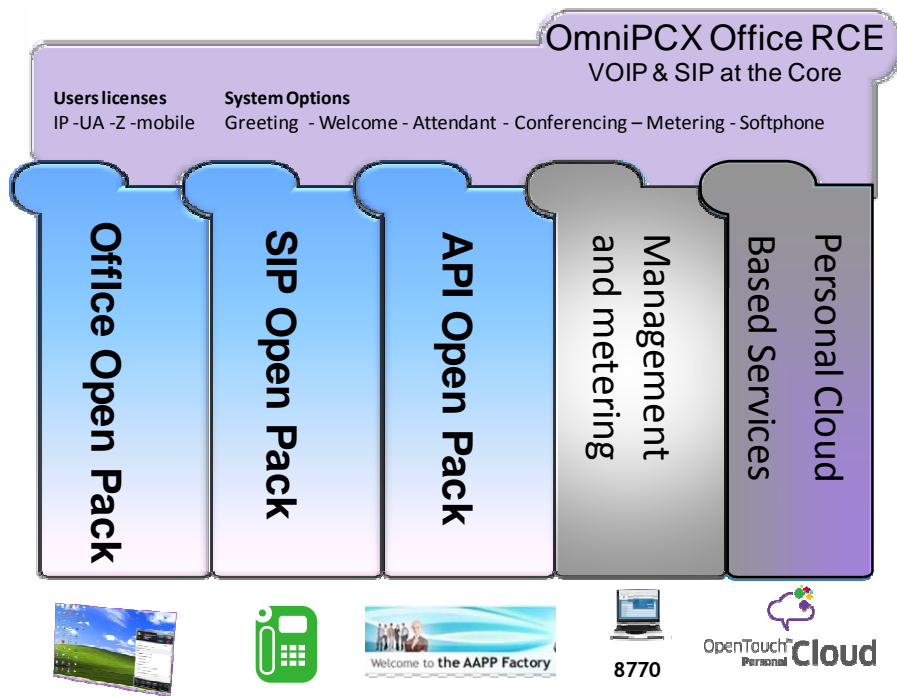 OmniPCX Office RCE
VOIP & SIP at the Core
Users licenses
IP -UA -Z -mobile
System Options
Greeting - Welcome - Attendant - Conferencing – Metering - Softphone
Office Open Pack
SIP Open Pack
API Open Pack
Management
and metering
Personal Cloud
Based Services
Welcome to the AAPP Factory
8770
OpenTouch™
Personal Cloud